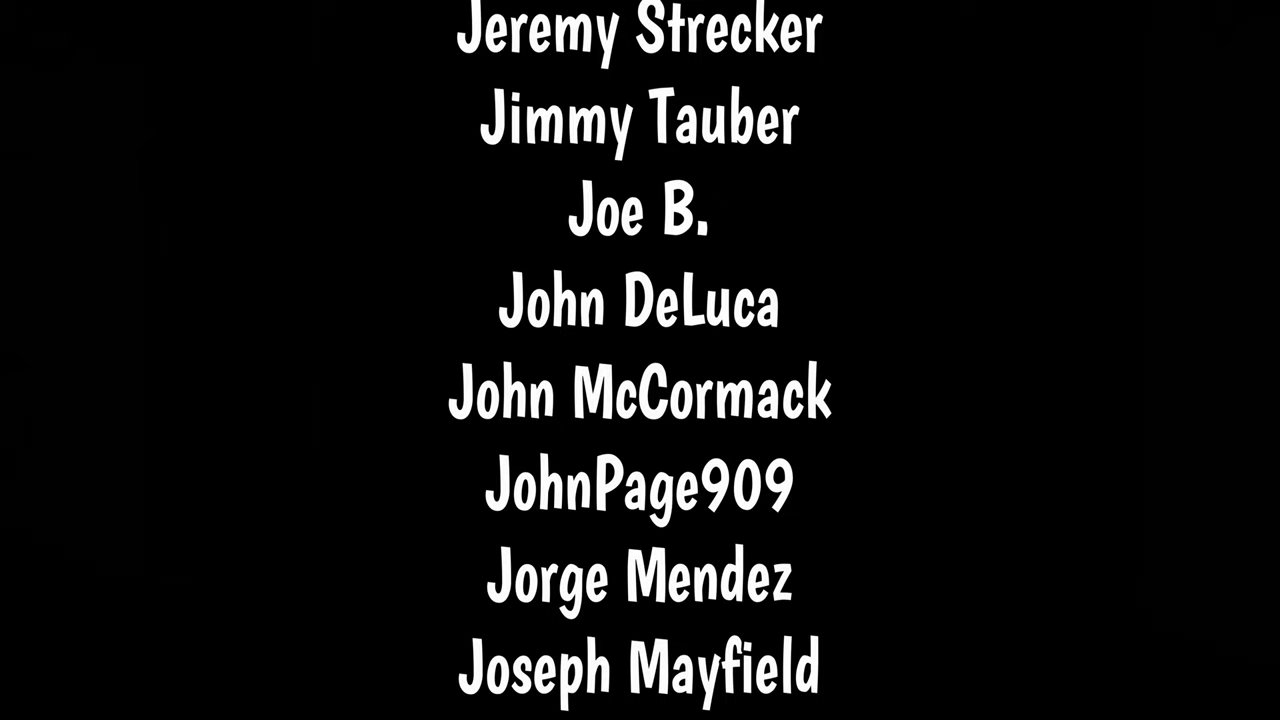 Jeremy Strecker
Jimmy Tauber
Joe B.
John DeLuca
John McCormack
JohnPage909
Jorge Mendez
Joseph Mayfield